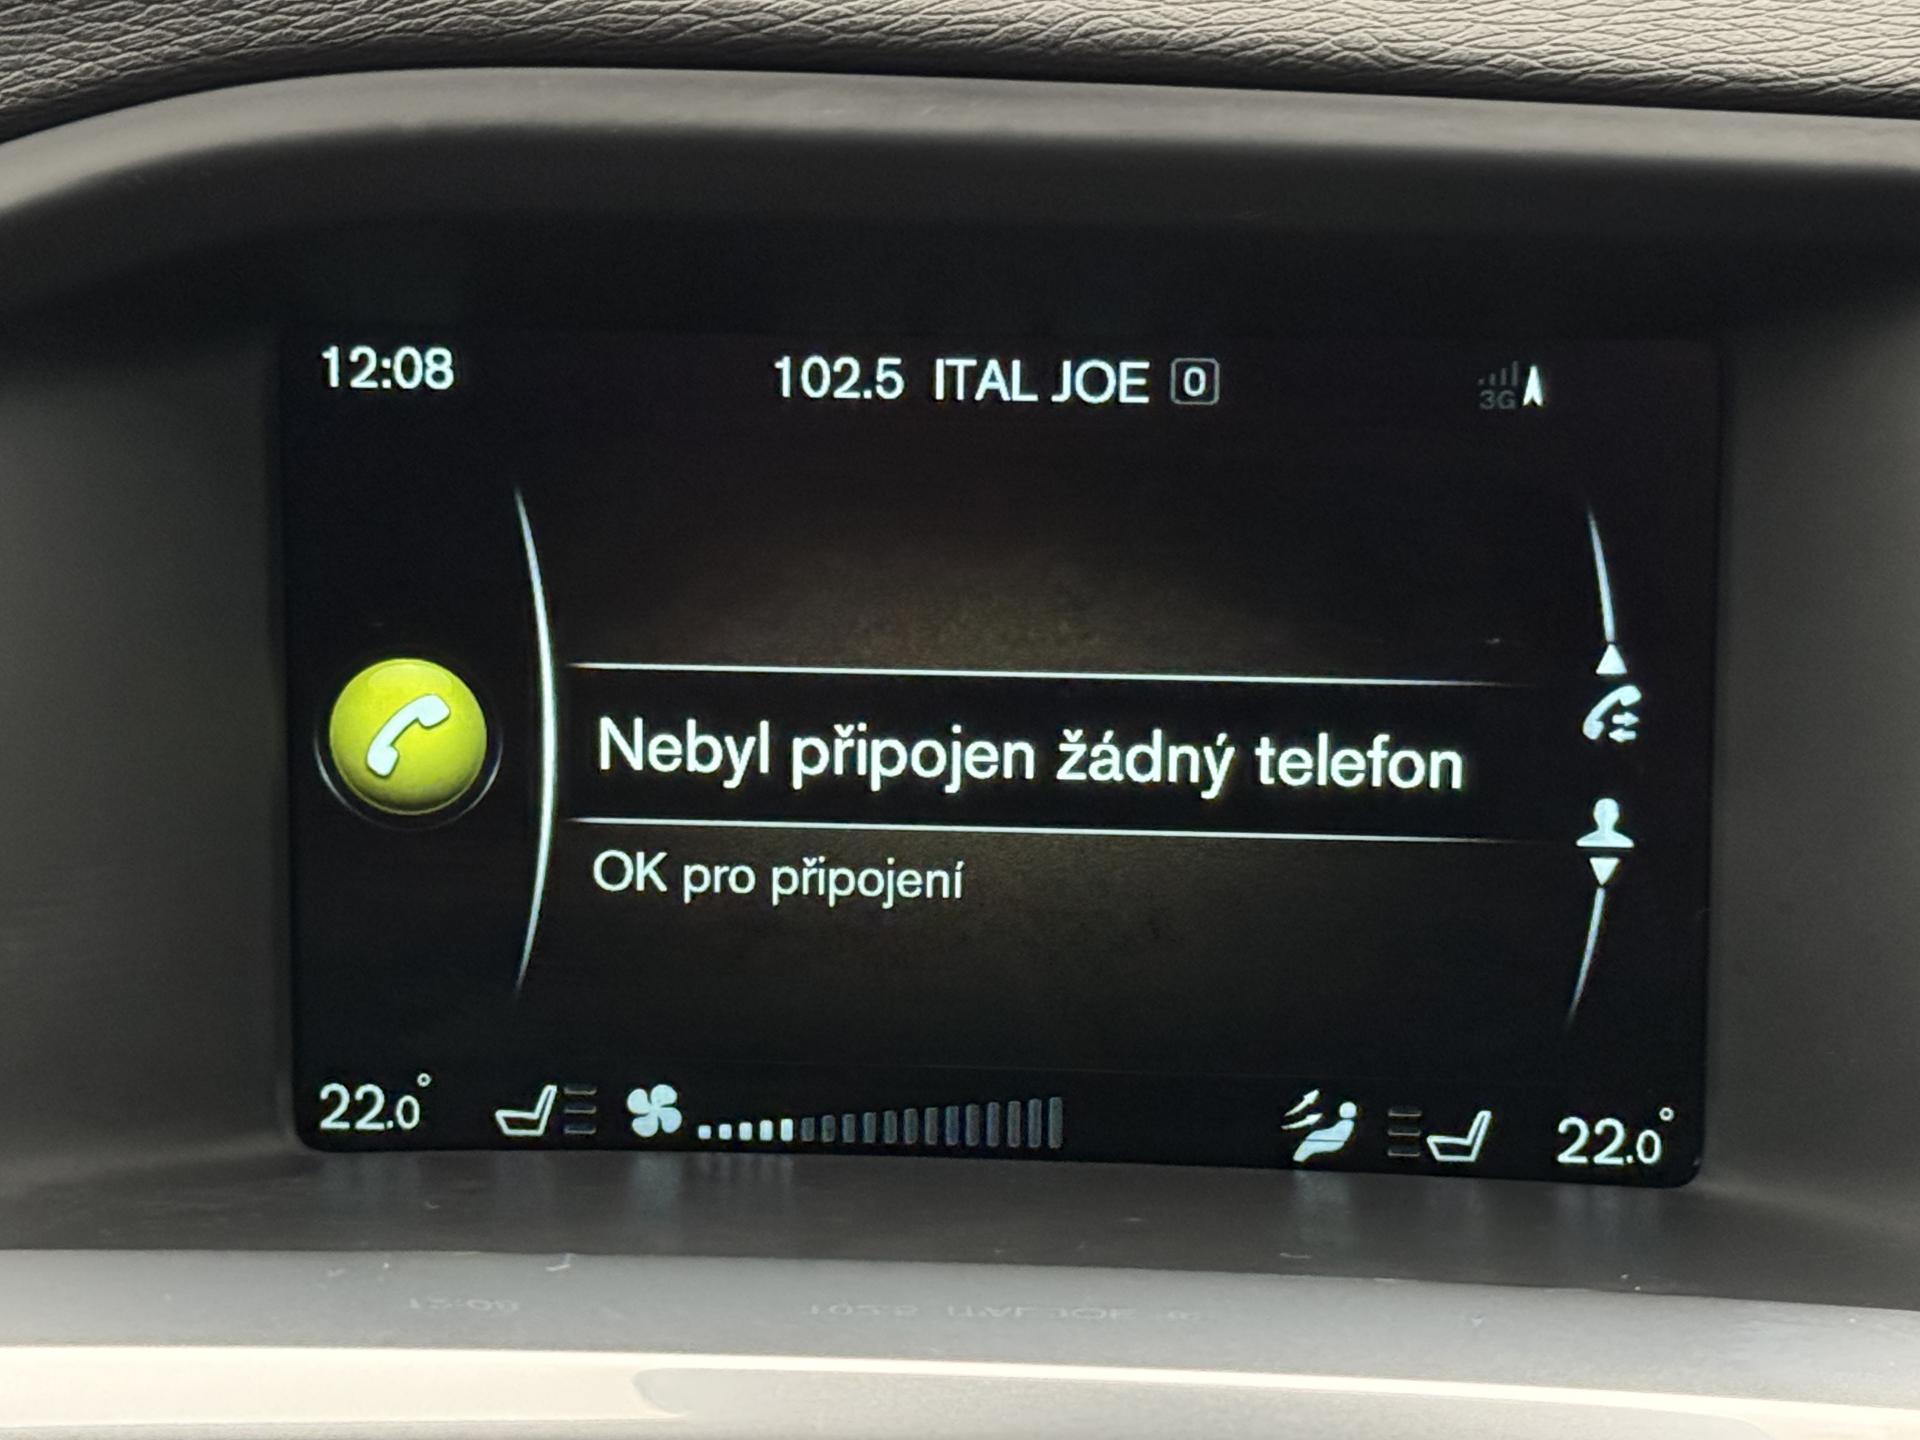 12:08
102.5 ITAL JOE 0
3G
Nebyl připojen žádný telefon
OK pro připojení
22.0°
22.0°